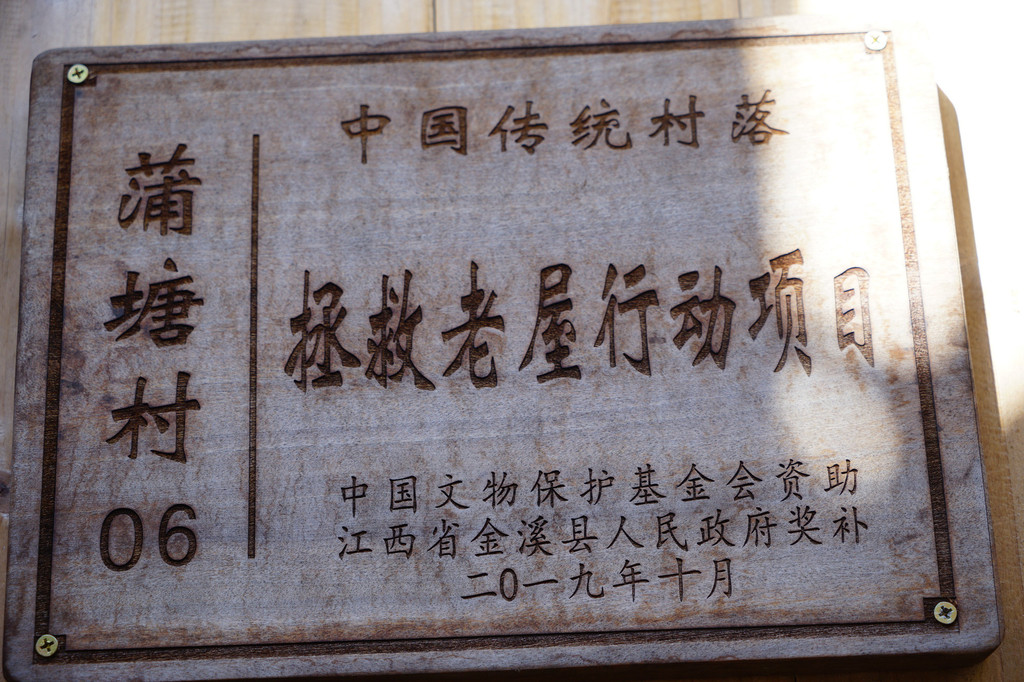 蒲塘村
06
中国传统村落
拯救老屋行动项目
中国文物保护基金会资助
江西省金溪县人民政府奖补
二〇一九年十月